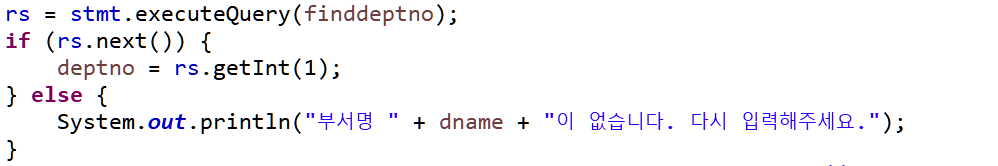 rs = stmt.executeQuery(finddeptno);
if (rs.next()) {
    deptno = rs.getInt(1);
} else {
    System.out.println("부서명 " + dname + "이 없습니다. 다시 입력해주세요.");
}